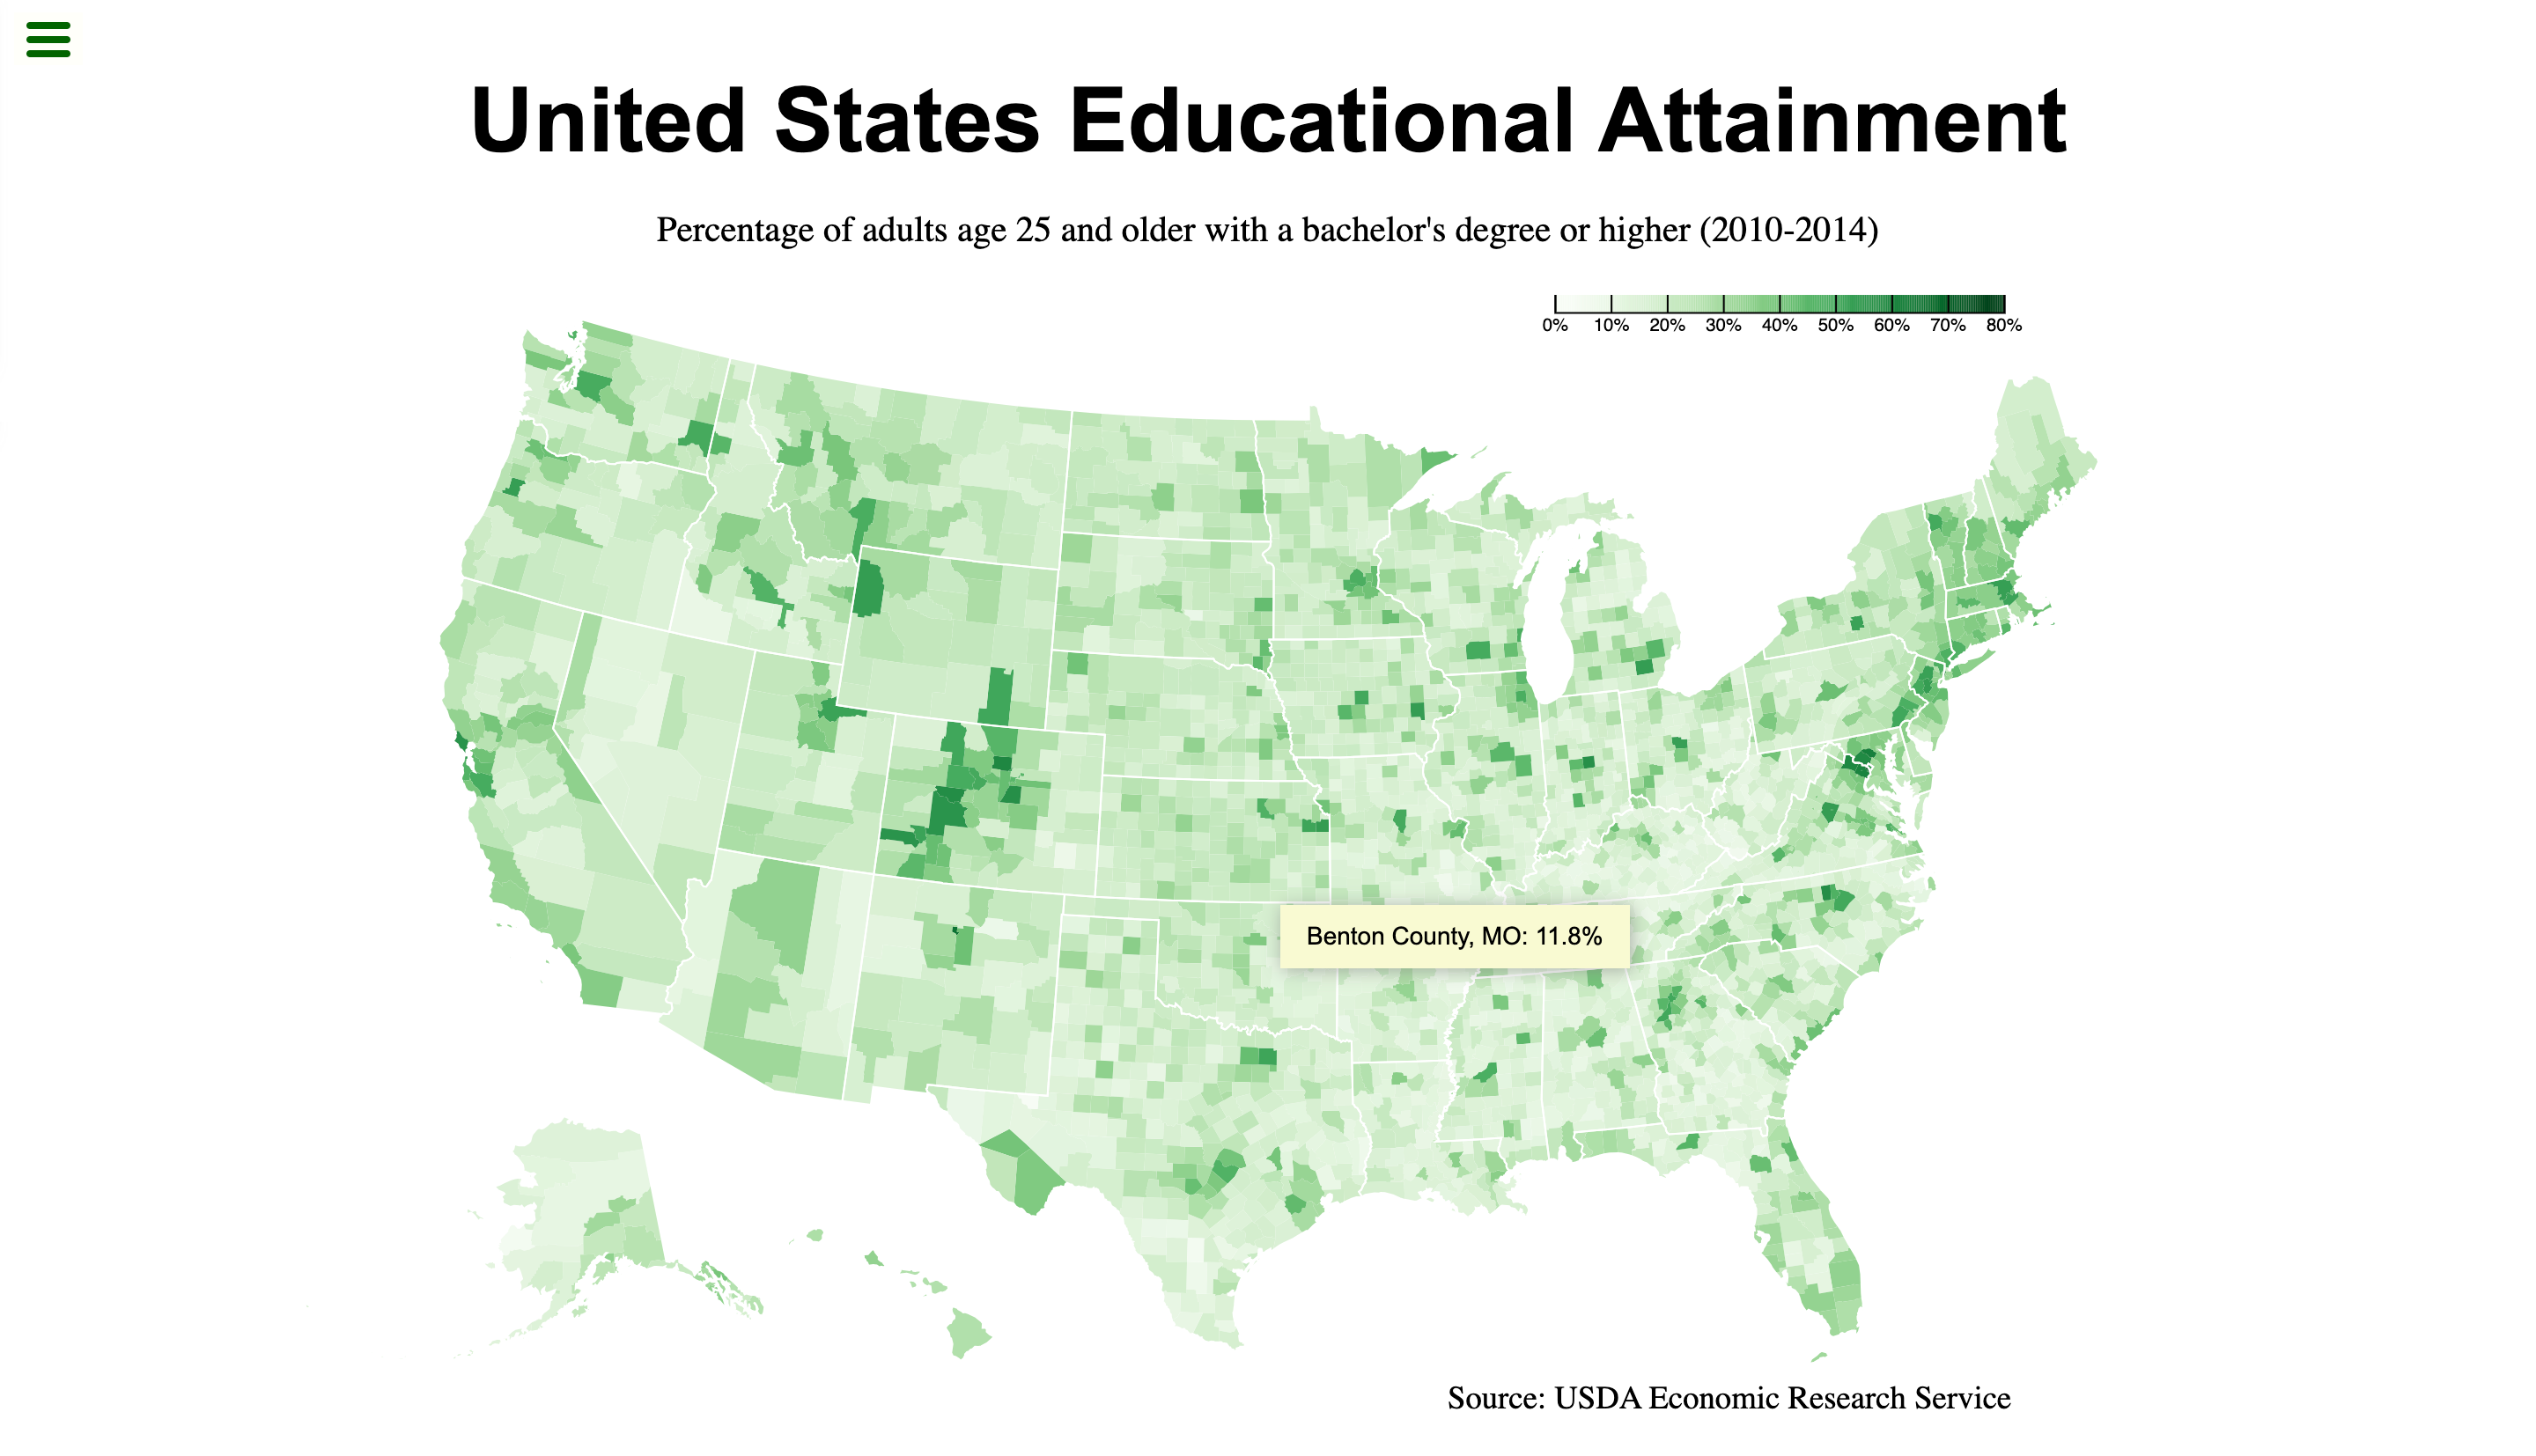 United States Educational Attainment
Percentage of adults age 25 and older with a bachelor's degree or higher (2010-2014)
0% 10% 20% 30% 40% 50% 60% 70% 80%
Benton County, MO: 11.8%
Source: USDA Economic Research Service